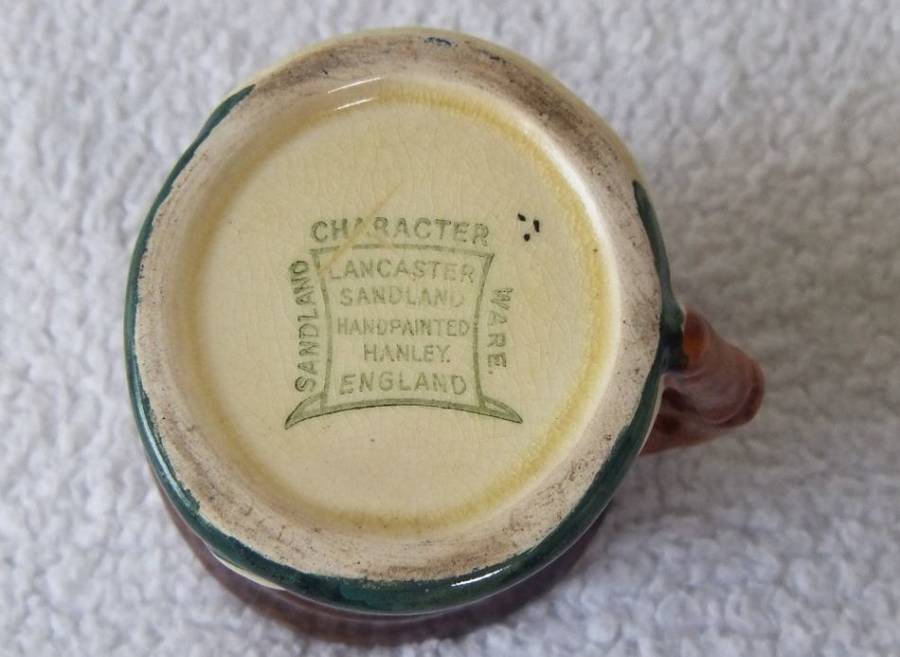 SANDLAND CHARACTER WARE.
LANCASTER
SANDLAND
HANDPAINTED
HANLEY.
ENGLAND